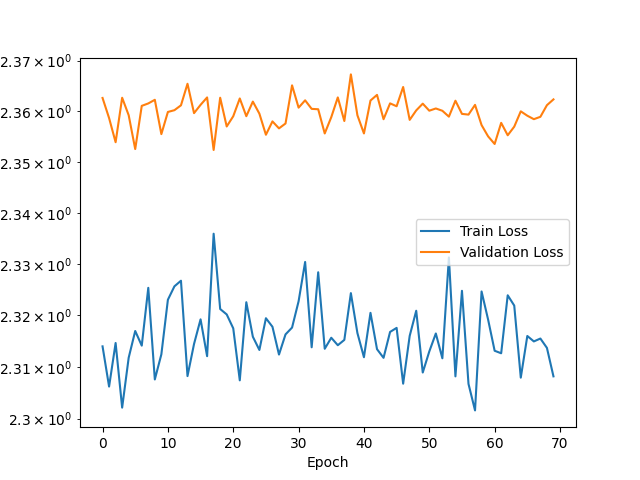 2.37 × 10⁰
2.36 × 10⁰
2.35 × 10⁰
2.34 × 10⁰
2.33 × 10⁰
2.32 × 10⁰
2.31 × 10⁰
2.3 × 10⁰
Train Loss
Validation Loss
0 10 20 30 40 50 60 70
Epoch